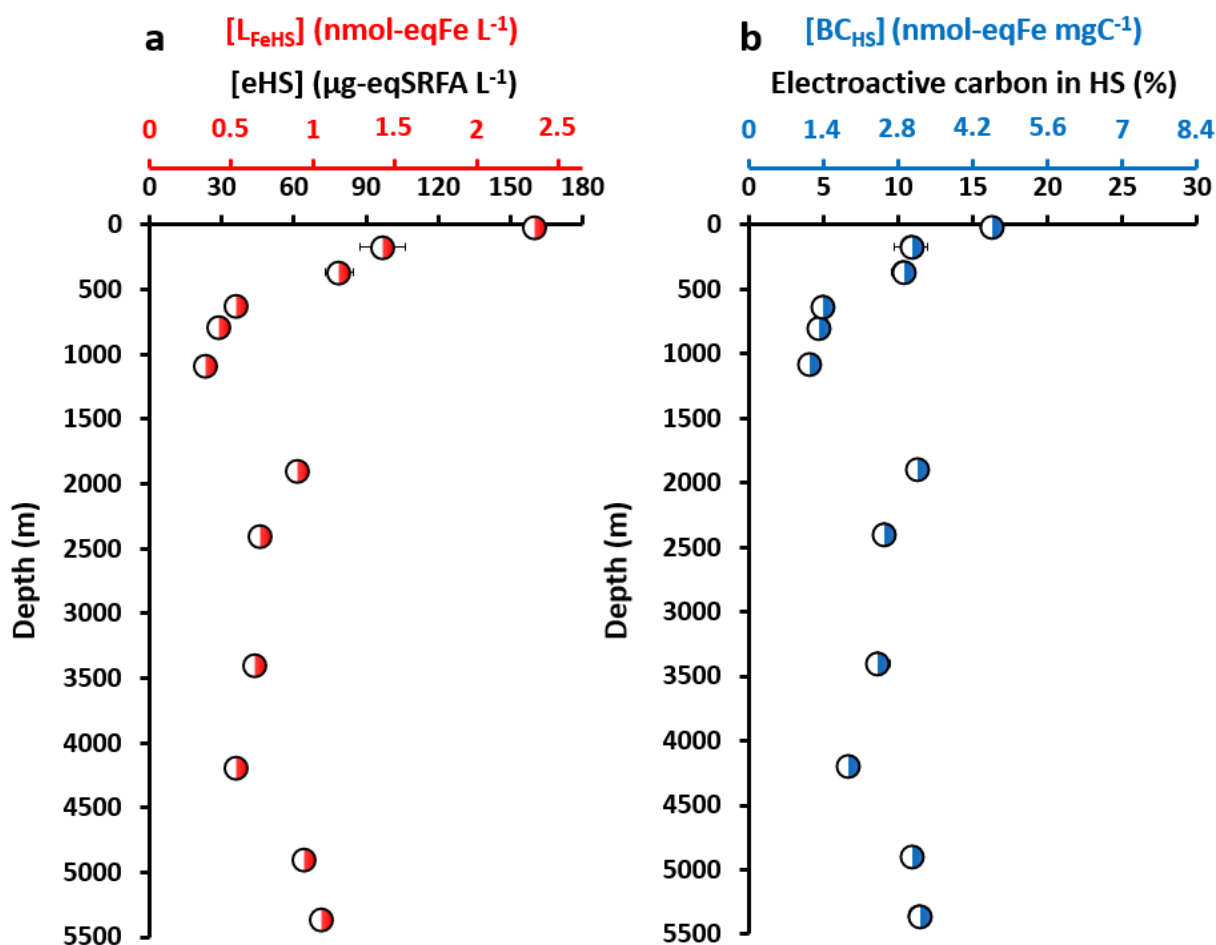 a [L_FeHS] (nmol-eqFe L⁻¹)
[eHS] (µg-eqSRFA L⁻¹)
0 0.5 1 1.5 2 2.5
0 30 60 90 120 150 180
0
500
1000
1500
2000
2500
3000
3500
4000
4500
5000
5500
Depth (m)
b [BC_HS] (nmol-eqFe mgC⁻¹)
Electroactive carbon in HS (%)
0 1.4 2.8 4.2 5.6 7 8.4
0 5 10 15 20 25 30
0
500
1000
1500
2000
2500
3000
3500
4000
4500
5000
5500
Depth (m)